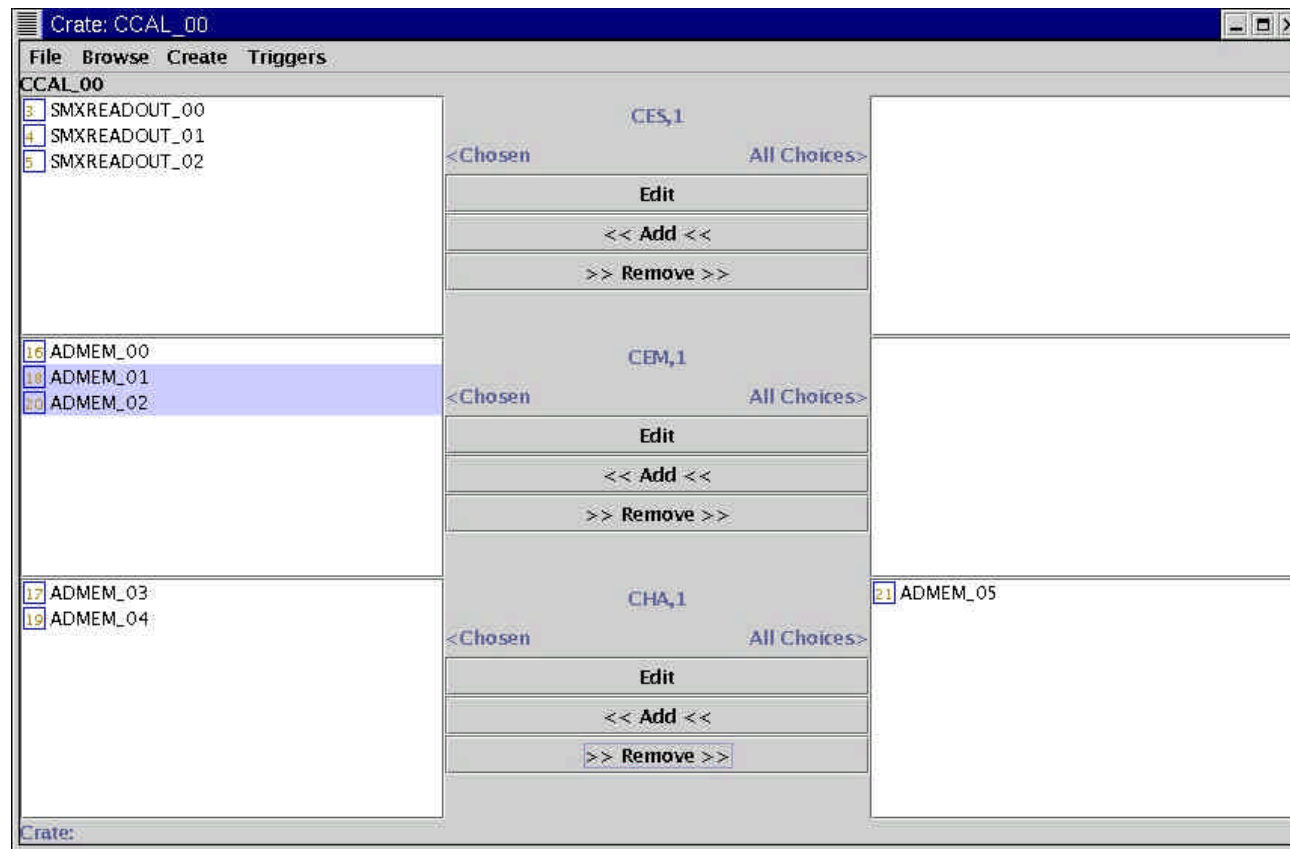 Crate: CCAL_00
File Browse Create Triggers
CCAL_00
3 SMXREADOUT_00
4 SMXREADOUT_01
5 SMXREADOUT_02
CES,1
<Chosen All Choices>
Edit
<< Add <<
>> Remove >>
16 ADMEM_00
18 ADMEM_01
20 ADMEM_02
CEM,1
<Chosen All Choices>
Edit
<< Add <<
>> Remove >>
17 ADMEM_03
19 ADMEM_04
CHA,1
<Chosen All Choices>
Edit
<< Add <<
>> Remove >>
21 ADMEM_05
Crate: